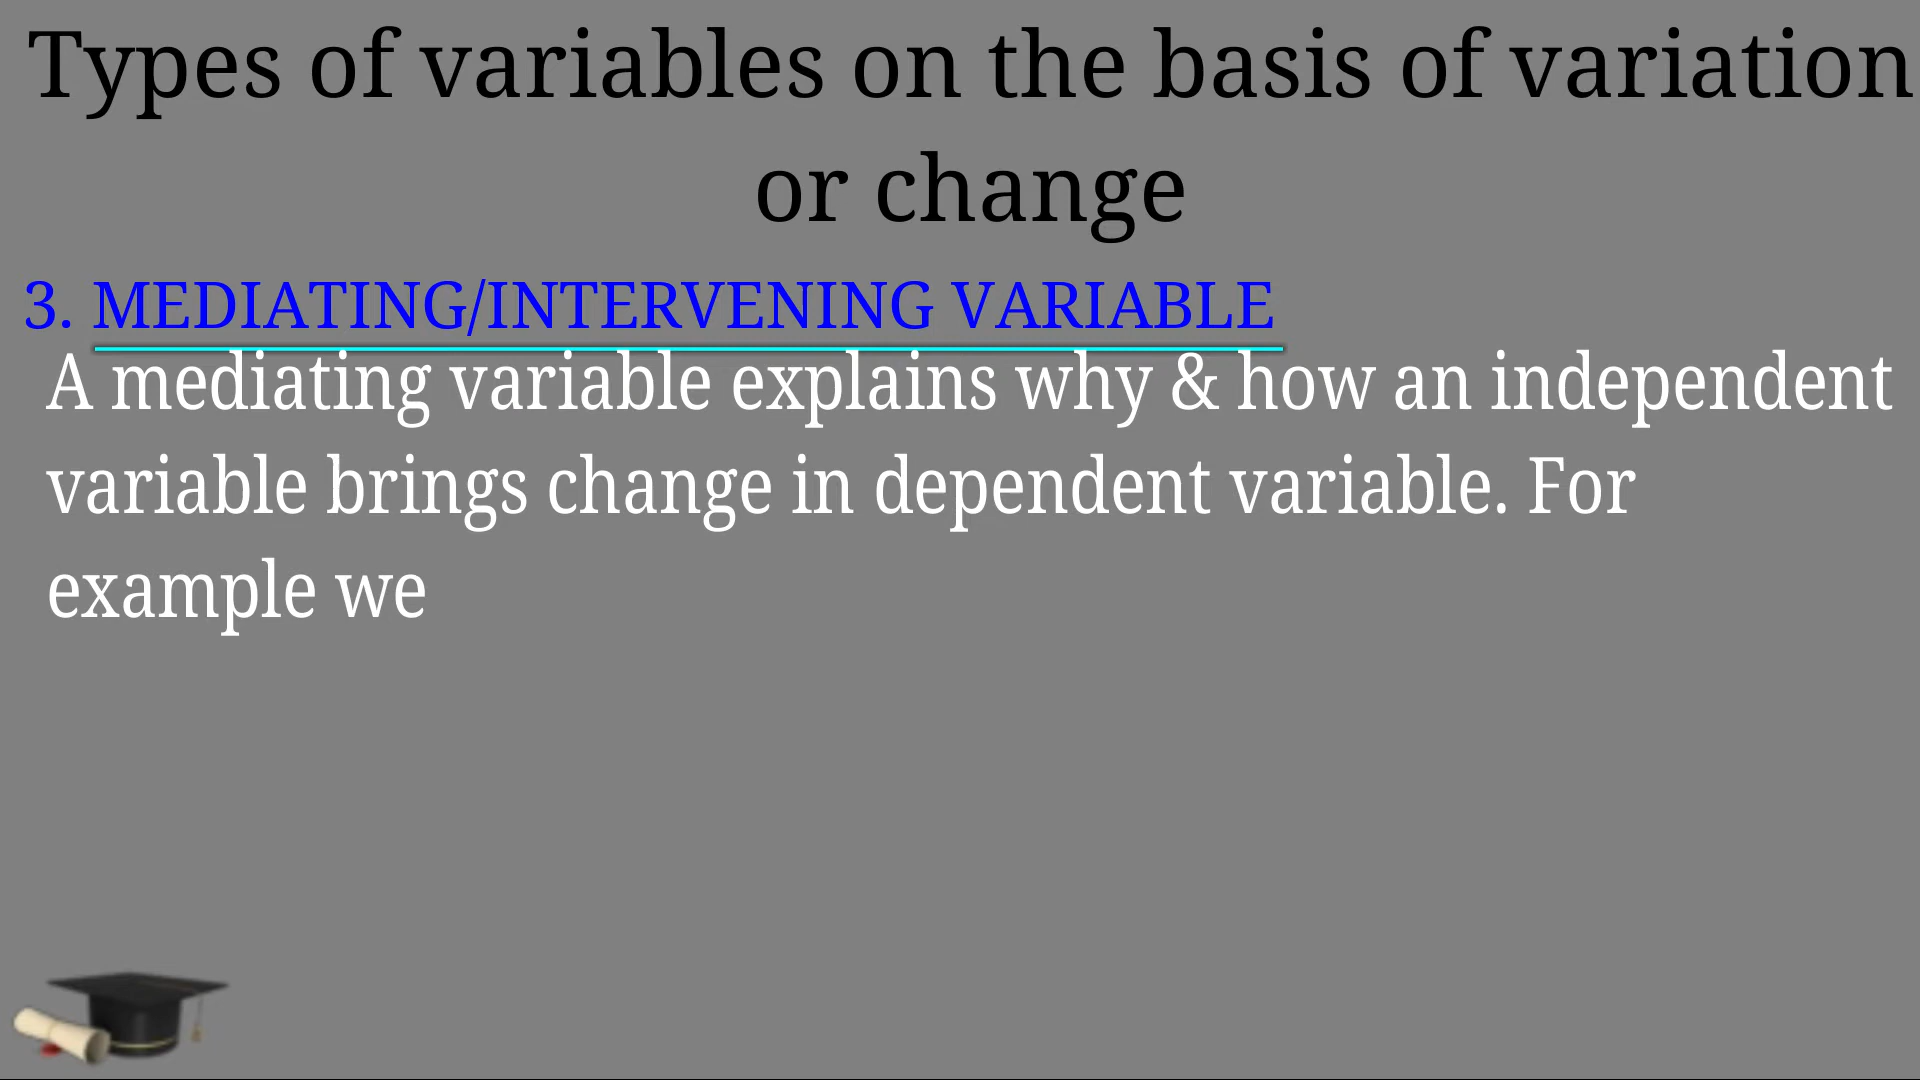 Types of variables on the basis of variation
or change
3. MEDIATING/INTERVENING VARIABLE
A mediating variable explains why & how an independent
variable brings change in dependent variable. For
example we